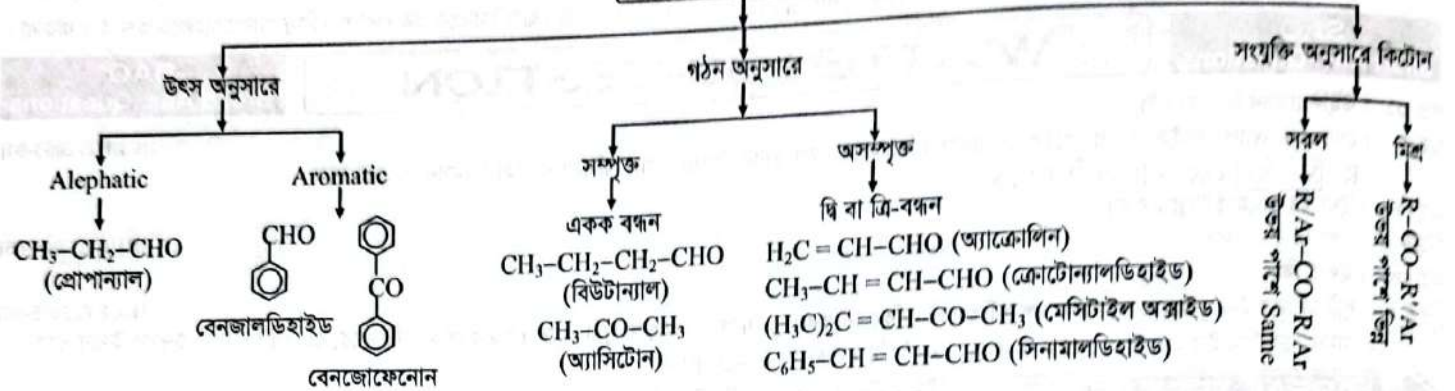 উৎস অনুসারে
Alephatic
CH₃–CH₂–CHO
(প্রোপান্যাল)
Aromatic
CHO
বেনজালডিহাইড
CO
বেনজোফেনোন
গঠন অনুসারে
সম্পৃক্ত
একক বন্ধন
CH₃–CH₂–CH₂–CHO
(বিউটান্যাল)
CH₃–CO–CH₃
(অ্যাসিটোন)
অসম্পৃক্ত
দ্বি বা ত্রি-বন্ধন
H₂C = CH–CHO (অ্যাক্রোলিন)
CH₃–CH = CH–CHO (ক্রোটোন্যালডিহাইড)
(H₃C)₂C = CH–CO–CH₃ (মেসিটাইল অক্সাইড)
C₆H₅–CH = CH–CHO (সিনামালডিহাইড)
সংযুক্তি অনুসারে কিটোন
সরল
R/Ar–CO–R/Ar
উভয় পাশে Same
মিশ্র
R–CO–R'/Ar
উভয় পাশে ভিন্ন